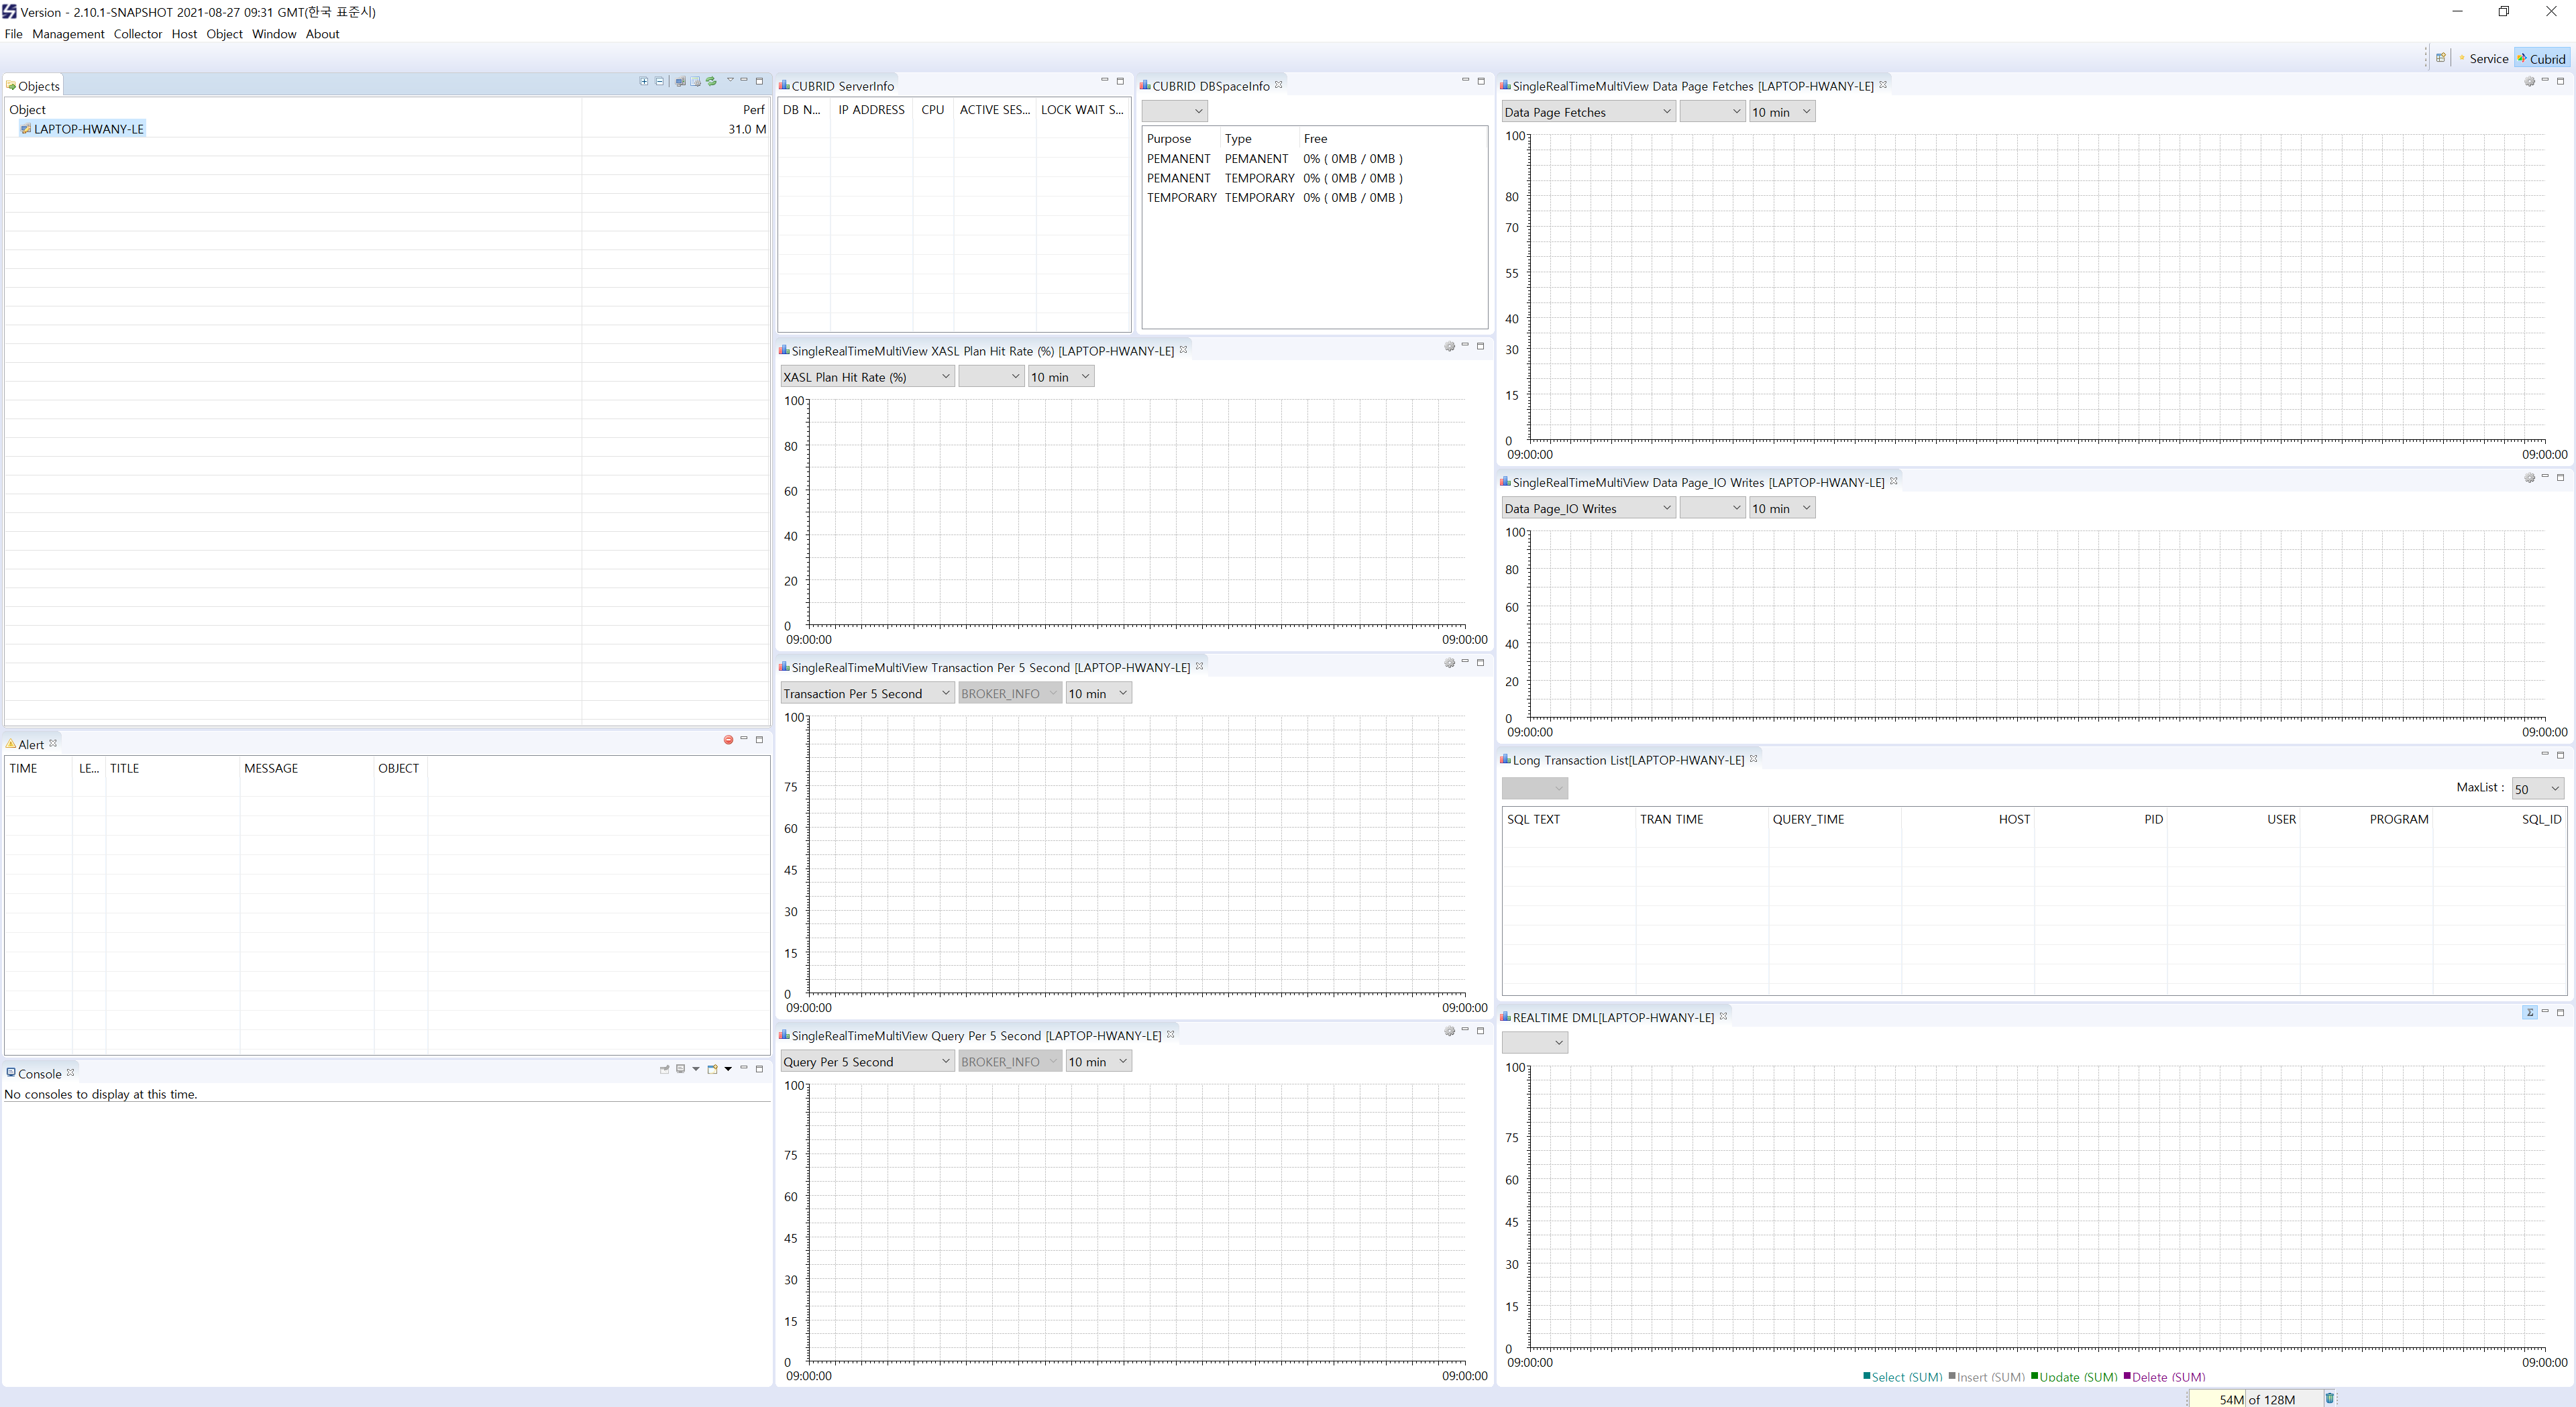 Version - 2.10.1-SNAPSHOT 2021-08-27 09:31 GMT(한국 표준시)
File Management Collector Host Object Window About
Service Cubrid
Objects
Object Perf
LAPTOP-HWANY-LE 31.0 M
Alert
TIME LE... TITLE MESSAGE OBJECT
Console
No consoles to display at this time.
CUBRID ServerInfo
DB N... IP ADDRESS CPU ACTIVE SES... LOCK WAIT S...
CUBRID DBSpaceInfo
Purpose Type Free
PEMANENT PEMANENT 0% ( 0MB / 0MB )
PEMANENT TEMPORARY 0% ( 0MB / 0MB )
TEMPORARY TEMPORARY 0% ( 0MB / 0MB )
SingleRealTimeMultiView XASL Plan Hit Rate (%) [LAPTOP-HWANY-LE]
XASL Plan Hit Rate (%) 10 min
100
80
60
40
20
0
09:00:00 09:00:00
SingleRealTimeMultiView Transaction Per 5 Second [LAPTOP-HWANY-LE]
Transaction Per 5 Second BROKER_INFO 10 min
100
75
60
45
30
15
0
09:00:00 09:00:00
SingleRealTimeMultiView Query Per 5 Second [LAPTOP-HWANY-LE]
Query Per 5 Second BROKER_INFO 10 min
100
75
60
45
30
15
0
09:00:00 09:00:00
SingleRealTimeMultiView Data Page Fetches [LAPTOP-HWANY-LE]
Data Page Fetches 10 min
100
80
70
55
40
30
15
0
09:00:00 09:00:00
SingleRealTimeMultiView Data Page_IO Writes [LAPTOP-HWANY-LE]
Data Page_IO Writes 10 min
100
80
60
40
20
0
09:00:00 09:00:00
Long Transaction List[LAPTOP-HWANY-LE]
MaxList : 50
SQL TEXT TRAN TIME QUERY_TIME HOST PID USER PROGRAM SQL_ID
REALTIME DML[LAPTOP-HWANY-LE]
Σ
100
75
60
45
30
15
0
09:00:00 09:00:00
Select (SUM) Insert (SUM) Update (SUM) Delete (SUM)
54M of 128M